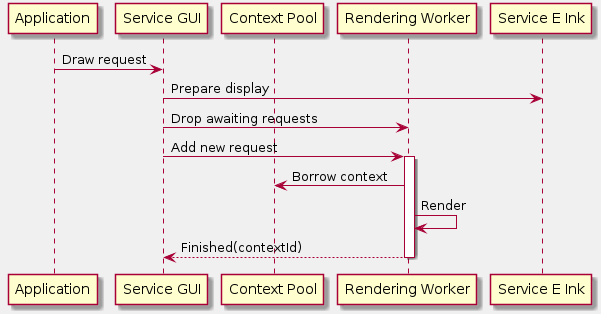 Application Service GUI Context Pool Rendering Worker Service E Ink
Draw request
Prepare display
Drop awaiting requests
Add new request
Borrow context
Render
Finished(contextId)
Application Service GUI Context Pool Rendering Worker Service E Ink